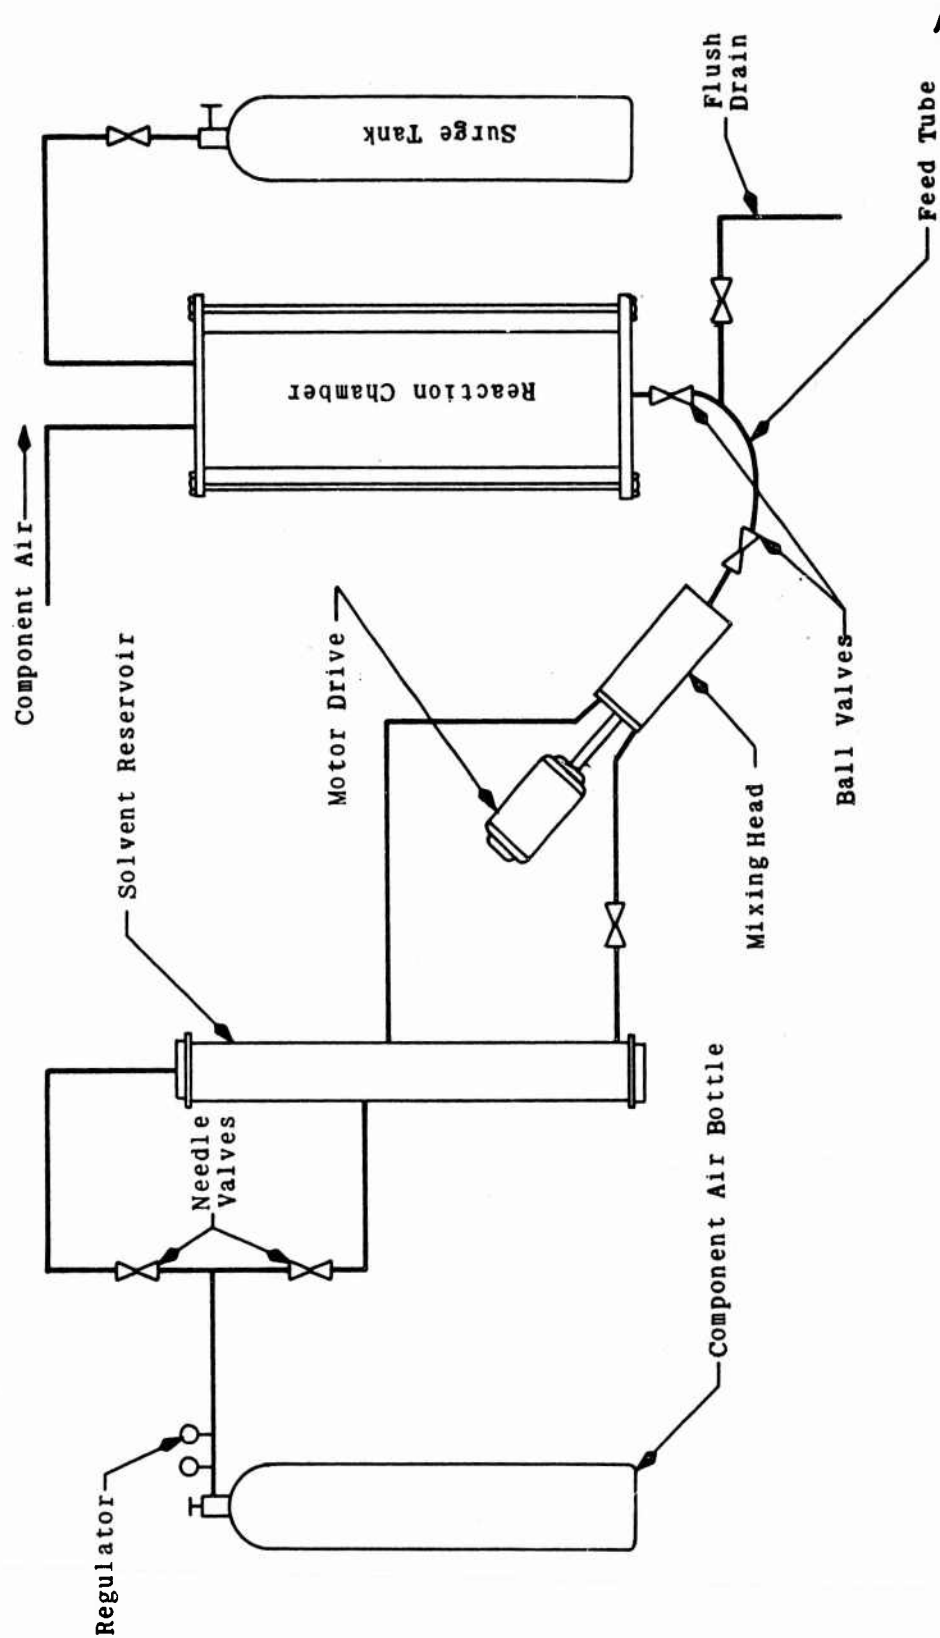 Regulator
Needle
Valves
Component Air Bottle
Solvent Reservoir
Component Air
Motor Drive
Mixing Head
Ball Valves
Reaction Chamber
Surge Tank
Flush
Drain
Feed Tube